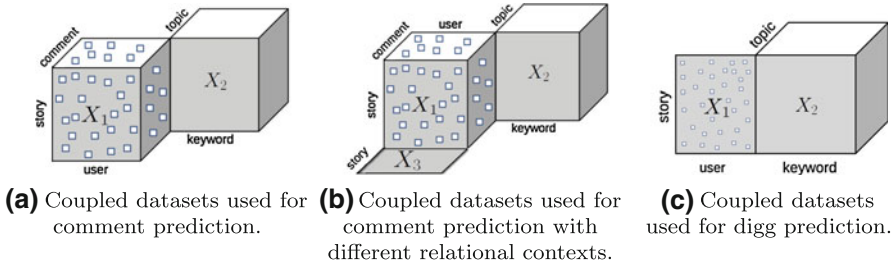 comment
topic
story
X1
X2
user
keyword
(a) Coupled datasets used for
comment prediction.
user
comment
topic
story
X1
X2
keyword
story
X3
(b) Coupled datasets used for
comment prediction with
different relational contexts.
topic
story
X1
X2
user
keyword
(c) Coupled datasets
used for digg prediction.